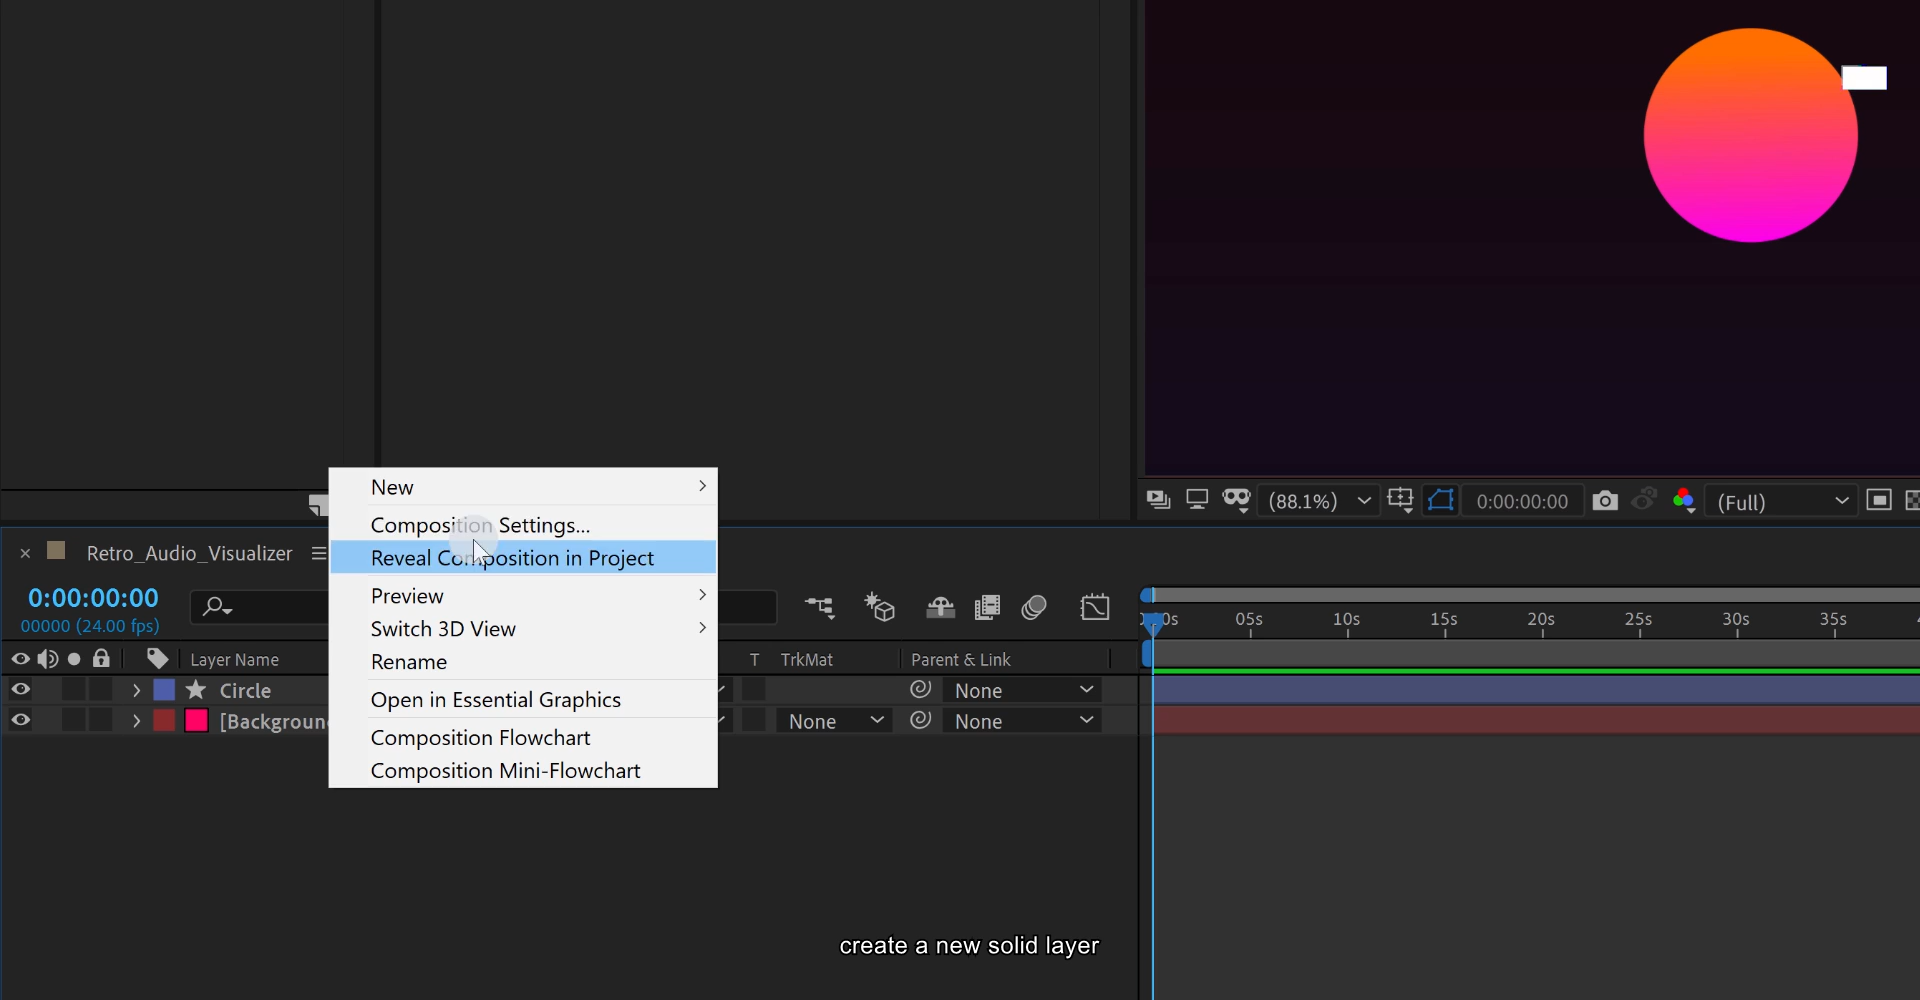 New
Composition Settings...
Reveal Composition in Project
Preview
Switch 3D View
Rename
Open in Essential Graphics
Composition Flowchart
Composition Mini-Flowchart
(88.1%)
0:00:00:00
(Full)
Retro_Audio_Visualizer
0:00:00:00
00000 (24.00 fps)
05s 10s 15s 20s 25s 30s 35s
Layer Name T TrkMat Parent & Link
Circle None
[Background None None
create a new solid layer